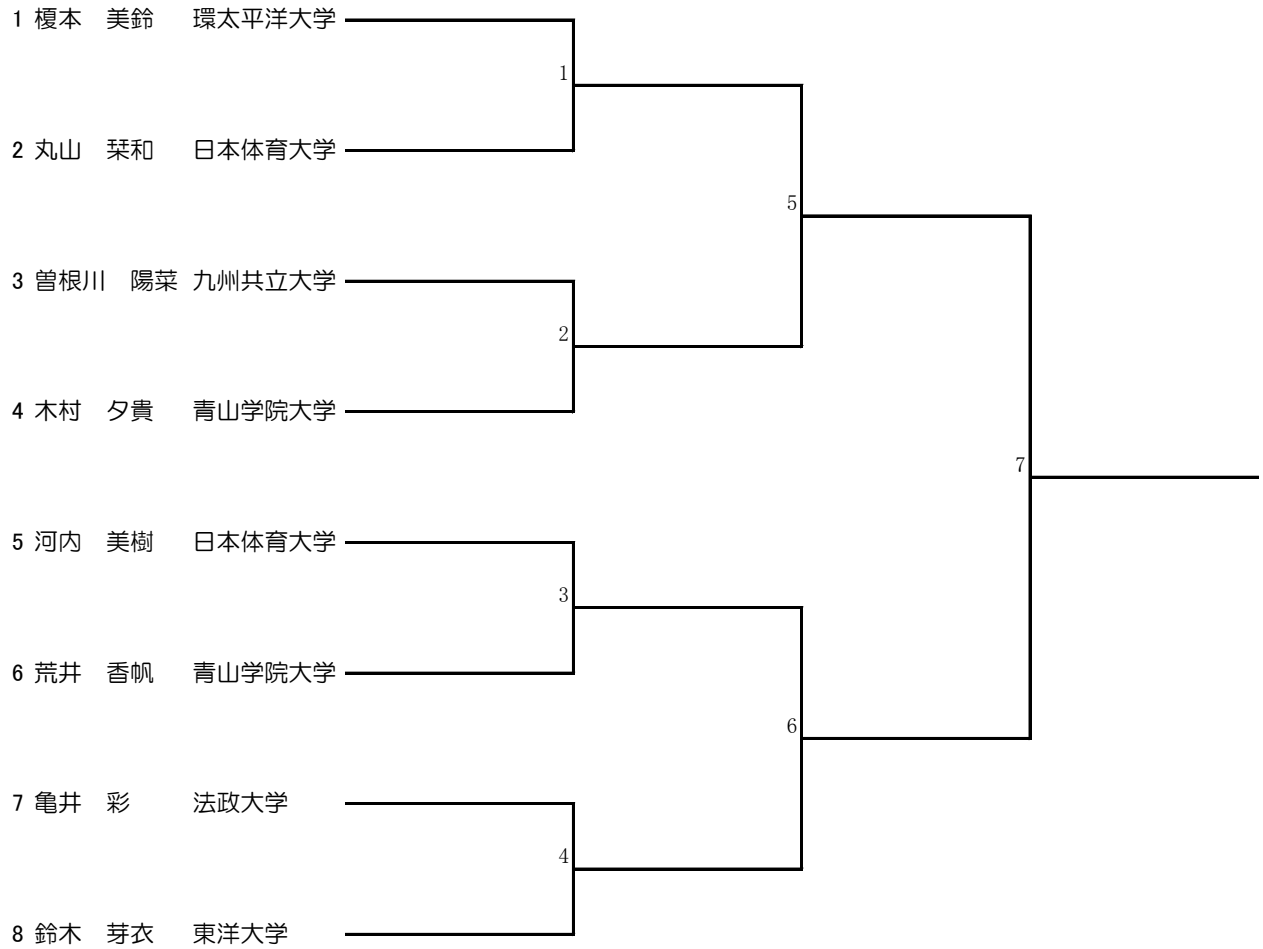 1 榎本　美鈴　環太平洋大学
1
2 丸山　栞和　日本体育大学
5
3 曽根川　陽菜 九州共立大学
2
4 木村　夕貴　青山学院大学
7
5 河内　美樹　日本体育大学
3
6 荒井　香帆　青山学院大学
6
7 亀井　彩　法政大学
4
8 鈴木　芽衣　東洋大学